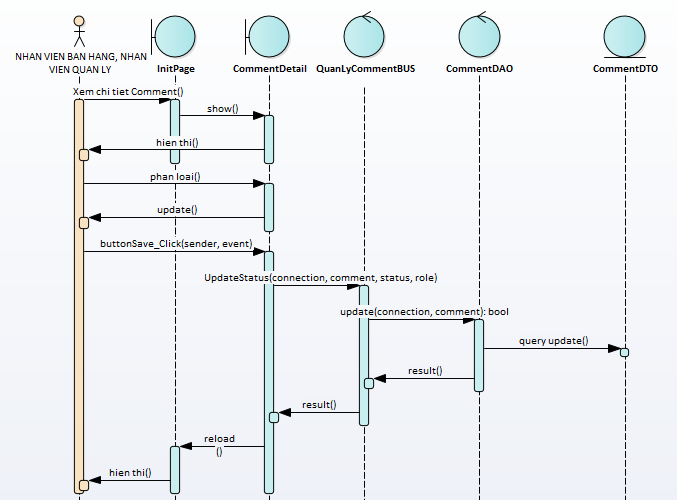 NHAN VIEN BAN HANG, NHAN
VIEN QUAN LY
InitPage
CommentDetail
QuanLyCommentBUS
CommentDAO
CommentDTO
Xem chi tiet Comment()
show()
hien thi()
phan loai()
update()
buttonSave_Click(sender, event)
UpdateStatus(connection, comment, status, role)
update(connection, comment): bool
query update()
result()
result()
reload
()
hien thi()